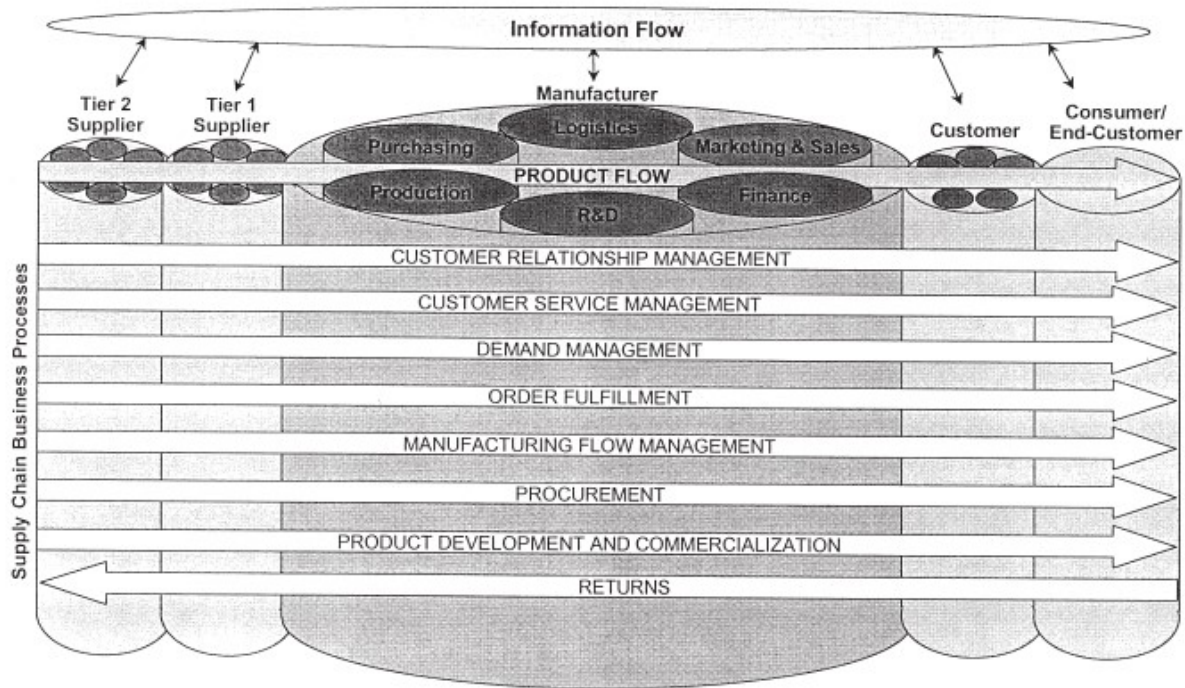 Information Flow
Tier 2
Supplier
Tier 1
Supplier
Manufacturer
Logistics
Purchasing
Marketing & Sales
Customer
Consumer/
End-Customer
PRODUCT FLOW
Production
R&D
Finance
Supply Chain Business Processes
CUSTOMER RELATIONSHIP MANAGEMENT
CUSTOMER SERVICE MANAGEMENT
DEMAND MANAGEMENT
ORDER FULFILLMENT
MANUFACTURING FLOW MANAGEMENT
PROCUREMENT
PRODUCT DEVELOPMENT AND COMMERCIALIZATION
RETURNS